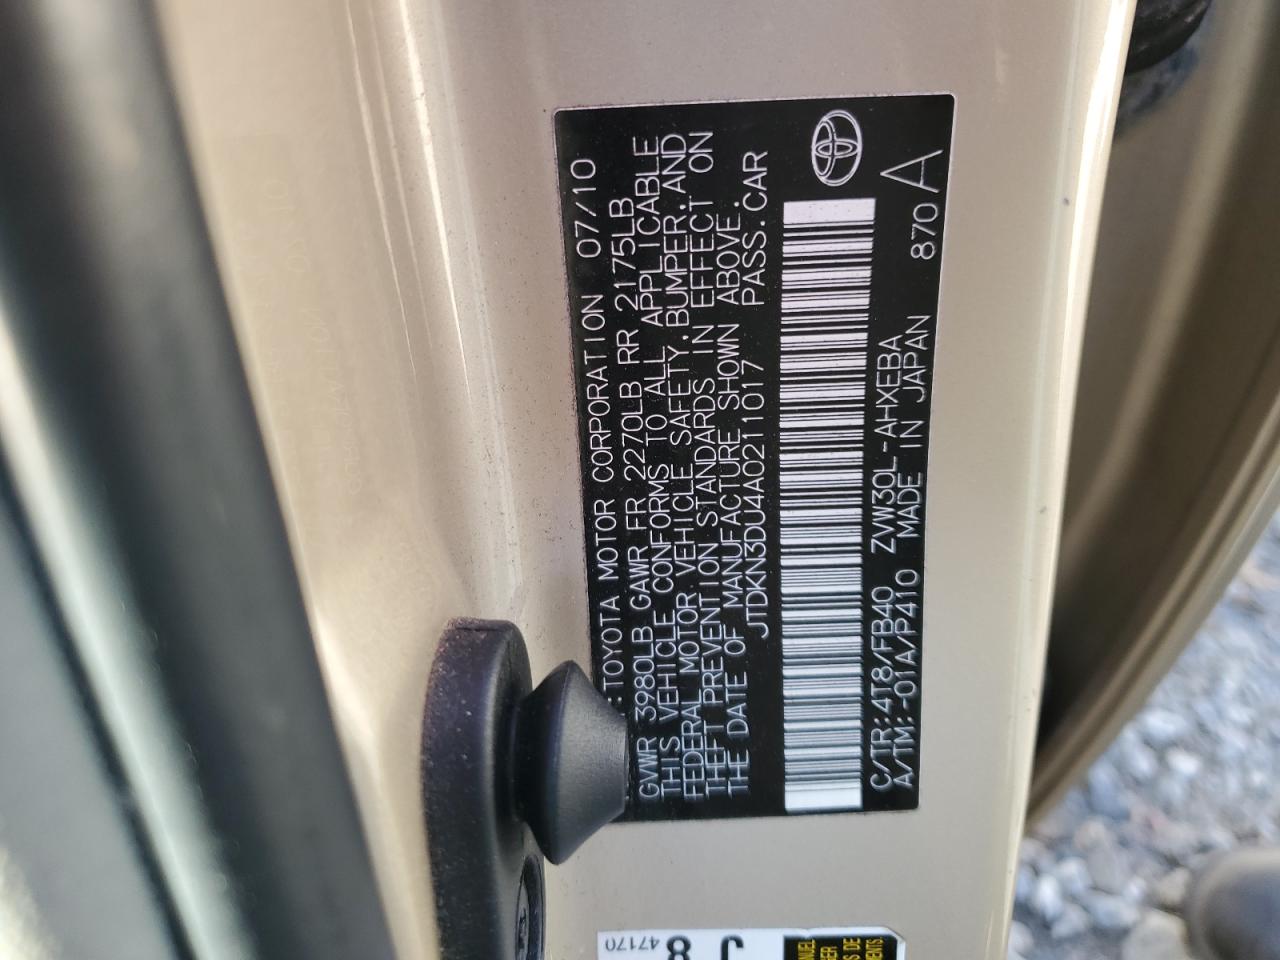 :TOYOTA MOTOR CORPORATION 07/10
GVWR 3980LB GAWR FR 2270LB RR 2175LB
THIS VEHICLE CONFORMS TO ALL APPLICABLE
FEDERAL MOTOR VEHICLE SAFETY,BUMPER,AND
THEFT PREVENTION STANDARDS IN EFFECT ON
THE DATE OF MANUFACTURE SHOWN ABOVE.
JTDKN3DU4A0211017 PASS.CAR
C/TR:4T8/FB40 ZVW30L-AHXEBA
A/TM:-01A/P410 MADE IN JAPAN 870 A
47170
J
8